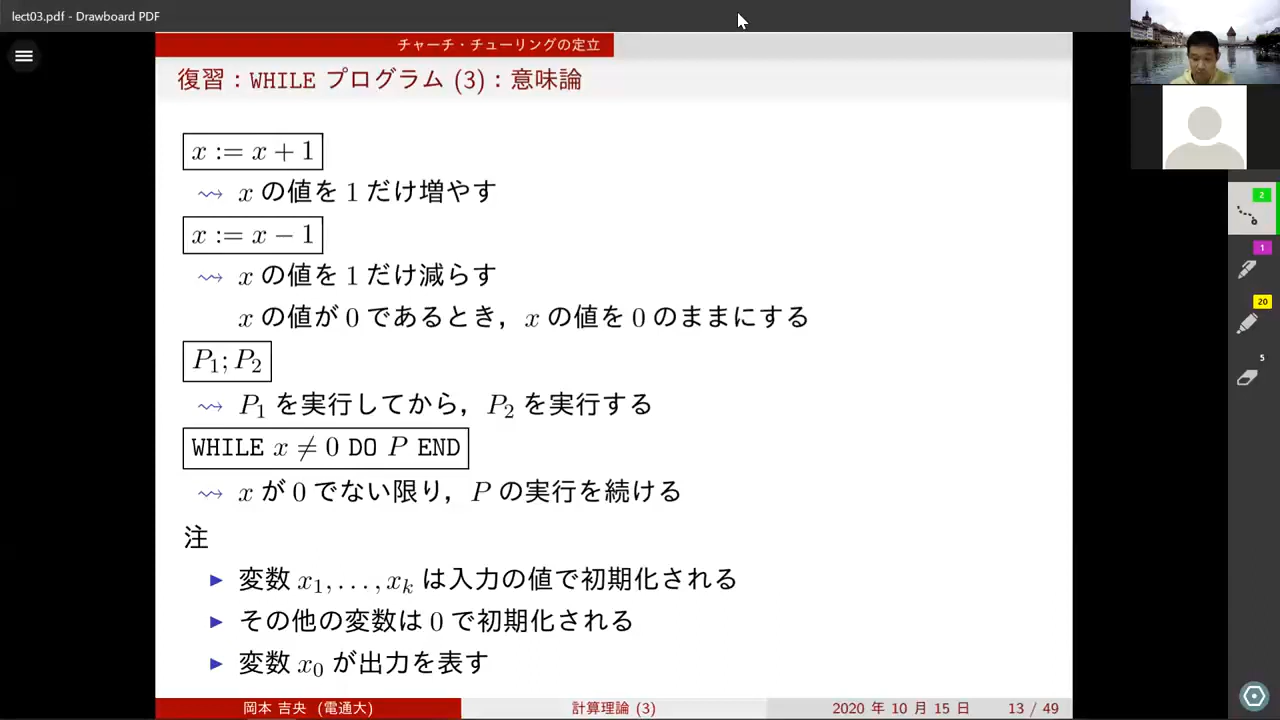 lect03.pdf - Drawboard PDF
チャーチ・チューリングの定立
復習：WHILE プログラム (3)：意味論
x := x + 1
⇝ x の値を 1 だけ増やす
x := x − 1
⇝ x の値を 1 だけ減らす
x の値が 0 であるとき，x の値を 0 のままにする
P₁; P₂
⇝ P₁ を実行してから，P₂ を実行する
WHILE x ≠ 0 DO P END
⇝ x が 0 でない限り，P の実行を続ける
注
▶ 変数 x₁, . . . , xₖ は入力の値で初期化される
▶ その他の変数は 0 で初期化される
▶ 変数 x₀ が出力を表す
岡本 吉央 (電通大)
計算理論 (3)
2020 年 10 月 15 日
13 / 49
2
1
20
5